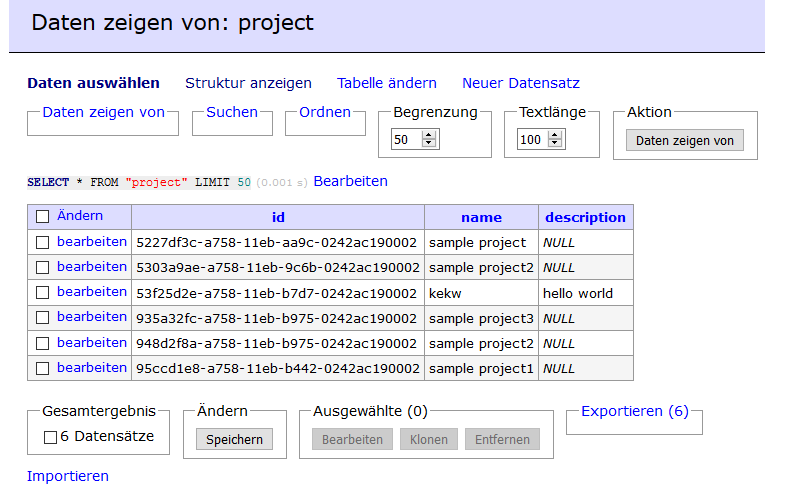 Daten zeigen von: project
Daten auswählen Struktur anzeigen Tabelle ändern Neuer Datensatz
Daten zeigen von Suchen Ordnen Begrenzung Textlänge Aktion
50 100 Daten zeigen von
SELECT * FROM "project" LIMIT 50 (0.001 s) Bearbeiten
Ändern id name description
bearbeiten 5227df3c-a758-11eb-aa9c-0242ac190002 sample project NULL
bearbeiten 5303a9ae-a758-11eb-9c6b-0242ac190002 sample project2 NULL
bearbeiten 53f25d2e-a758-11eb-b7d7-0242ac190002 kekw hello world
bearbeiten 935a32fc-a758-11eb-b975-0242ac190002 sample project3 NULL
bearbeiten 948d2f8a-a758-11eb-b975-0242ac190002 sample project2 NULL
bearbeiten 95ccd1e8-a758-11eb-b442-0242ac190002 sample project1 NULL
Gesamtergebnis Ändern Ausgewählte (0) Exportieren (6)
6 Datensätze Speichern Bearbeiten Klonen Entfernen
Importieren